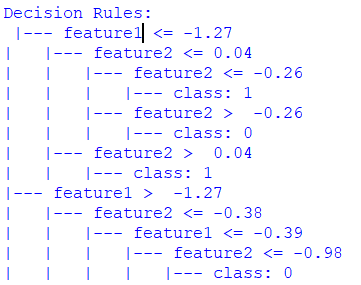 Decision Rules:
 |--- feature1 <= -1.27
|   |--- feature2 <= 0.04
|   |   |--- feature2 <= -0.26
|   |   |   |--- class: 1
|   |   |--- feature2 >  -0.26
|   |   |   |--- class: 0
|   |--- feature2 >  0.04
|   |   |--- class: 1
|--- feature1 >  -1.27
|   |--- feature2 <= -0.38
|   |   |--- feature1 <= -0.39
|   |   |   |--- feature2 <= -0.98
|   |   |   |   |--- class: 0